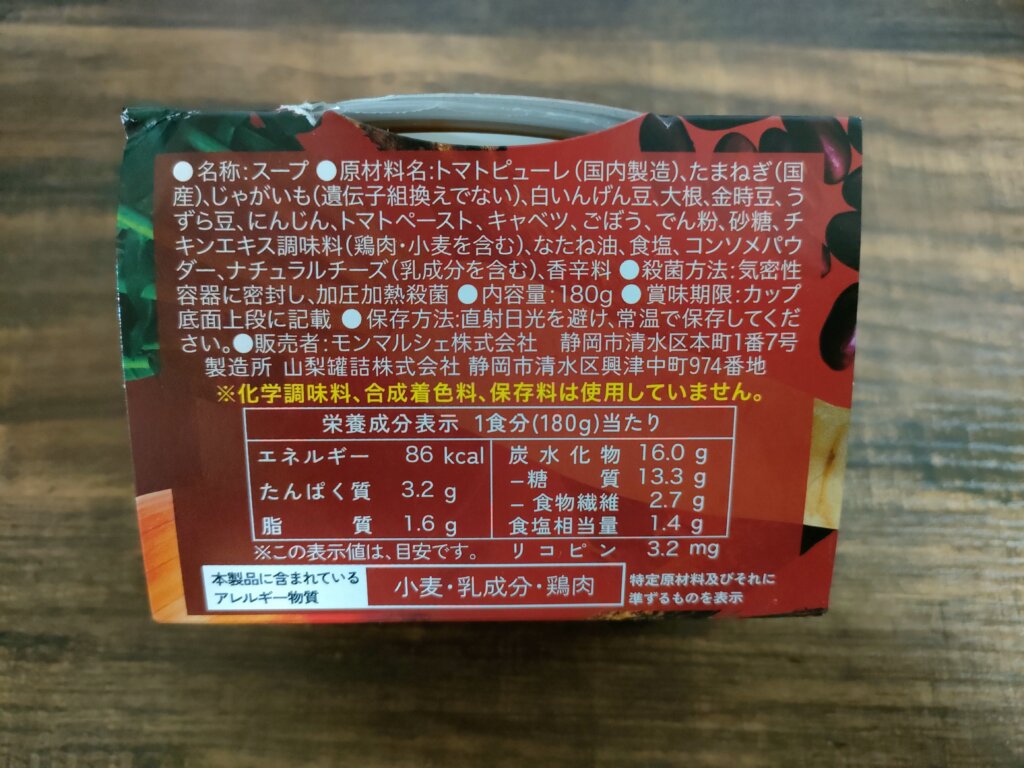 ●名称:スープ ●原材料名:トマトピューレ(国内製造)、たまねぎ(国
産)、じゃがいも(遺伝子組換えでない)、白いんげん豆、大根、金時豆、う
ずら豆、にんじん、トマトペースト、キャベツ、ごぼう、でん粉、砂糖、チ
キンエキス調味料(鶏肉・小麦を含む)、なたね油、食塩、コンソメパウ
ダー、ナチュラルチーズ(乳成分を含む)、香辛料 ●殺菌方法:気密性
容器に密封し、加圧加熱殺菌 ●内容量:180g ●賞味期限:カップ
底面上段に記載 ●保存方法:直射日光を避け、常温で保存してくだ
さい。●販売者:モンマルシェ株式会社 静岡市清水区本町1番7号
製造所 山梨罐詰株式会社 静岡市清水区興津中町974番地
※化学調味料、合成着色料、保存料は使用していません。
栄養成分表示 1食分(180g)当たり
エネルギー 86 kcal
たんぱく質 3.2 g
脂質 1.6 g
炭水化物 16.0 g
–糖質 13.3 g
–食物繊維 2.7 g
食塩相当量 1.4 g
※この表示値は、目安です。 リコピン 3.2 mg
本製品に含まれている
アレルギー物質
小麦・乳成分・鶏肉
特定原材料及びそれに
準ずるものを表示